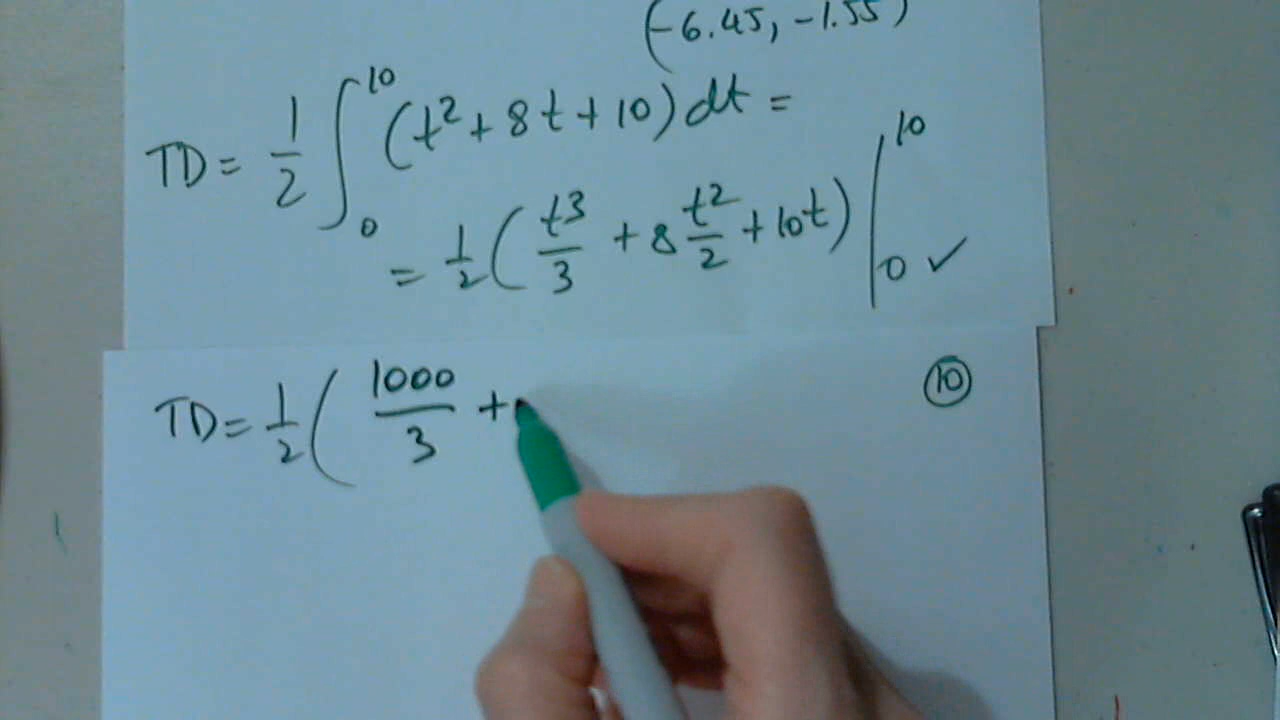 (-6.45, -1.55)
TD = 1/2 ∫₀¹⁰ (t² + 8t + 10) dt =
= 1/2 ( t³/3 + 8 t²/2 + 10t ) |₀¹⁰ ✓
TD = 1/2 ( 1000/3 +
⑩